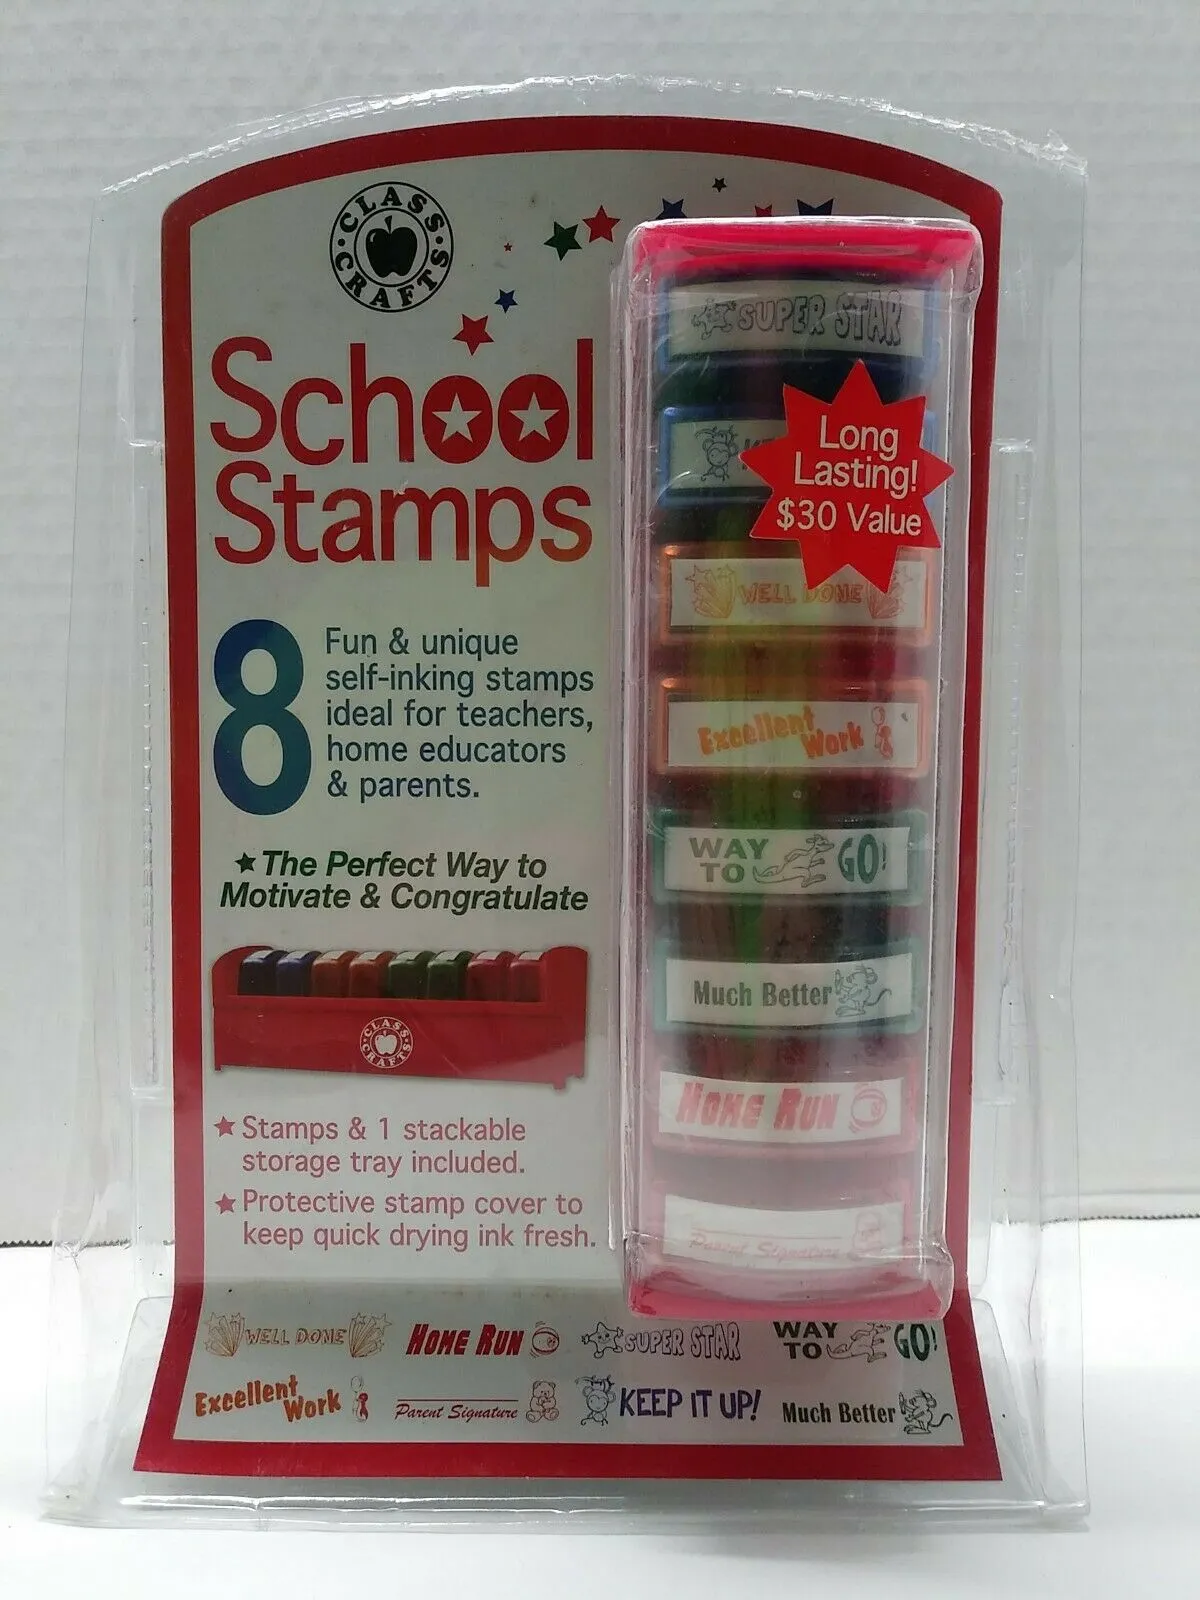 CLASS
CRAFTS
School
Stamps
8
Fun & unique
self-inking stamps
ideal for teachers,
home educators
& parents.
The Perfect Way to
Motivate & Congratulate
CLASS
CRAFTS
Stamps & 1 stackable
storage tray included.
Protective stamp cover to
keep quick drying ink fresh.
SUPER STAR
Long
Lasting!
$30 Value
WELL DONE
Excellent
Work
WAY
TO GO!
Much Better
HOME RUN
Parent Signature
WELL DONE
HOME RUN
SUPER STAR
WAY
TO GO!
Excellent
Work
Parent Signature
KEEP IT UP!
Much Better